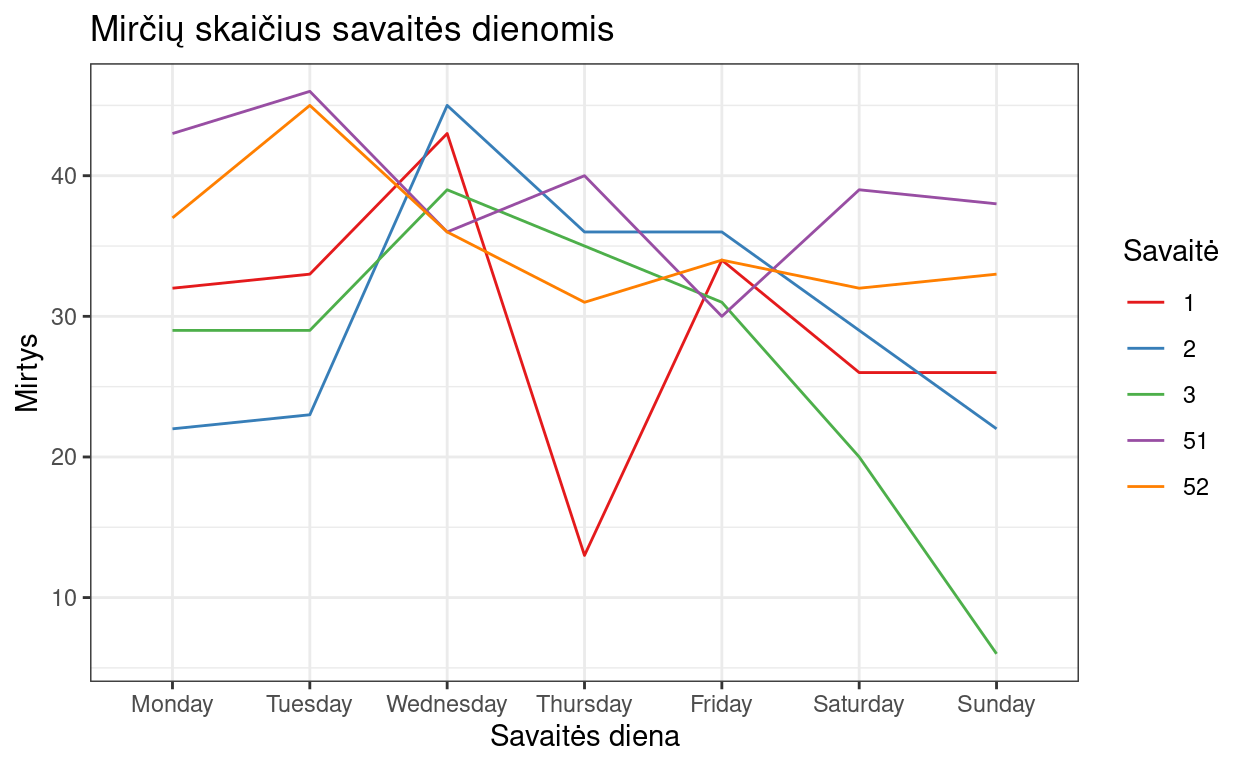 Mirčių skaičius savaitės dienomis
Mirtys
40
30
20
10
Monday Tuesday Wednesday Thursday Friday Saturday Sunday
Savaitės diena
Savaitė
1
2
3
51
52